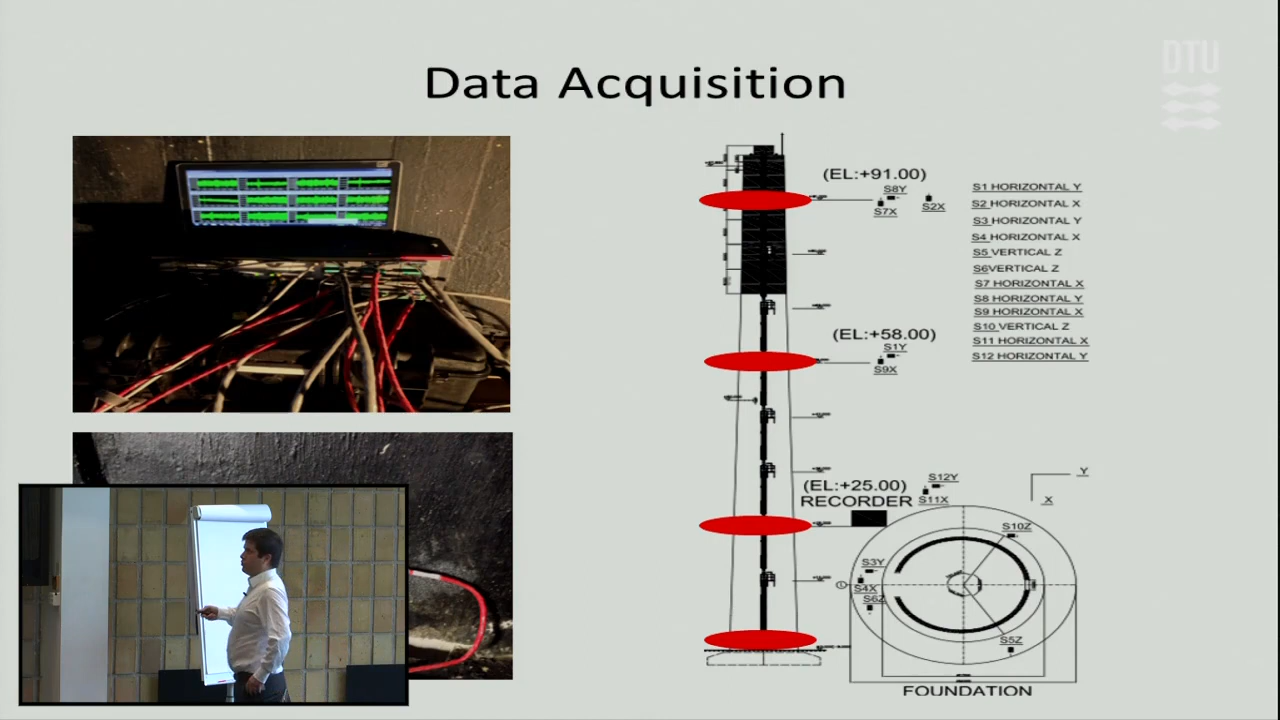 Data Acquisition
DTU
(EL:+91.00)
S8Y
S7X
S2X
S1 HORIZONTAL Y
S2 HORIZONTAL X
S3 HORIZONTAL Y
S4 HORIZONTAL X
S5 VERTICAL Z
S6VERTICAL Z
S7 HORIZONTAL X
S8 HORIZONTAL Y
S9 HORIZONTAL X
S10 VERTICAL Z
S11 HORIZONTAL X
S12 HORIZONTAL Y
(EL:+58.00)
S1Y
S9X
(EL:+25.00)
RECORDER
S12Y
S11X
Y
X
S10Z
S3Y
S4X
S6Z
S5Z
FOUNDATION